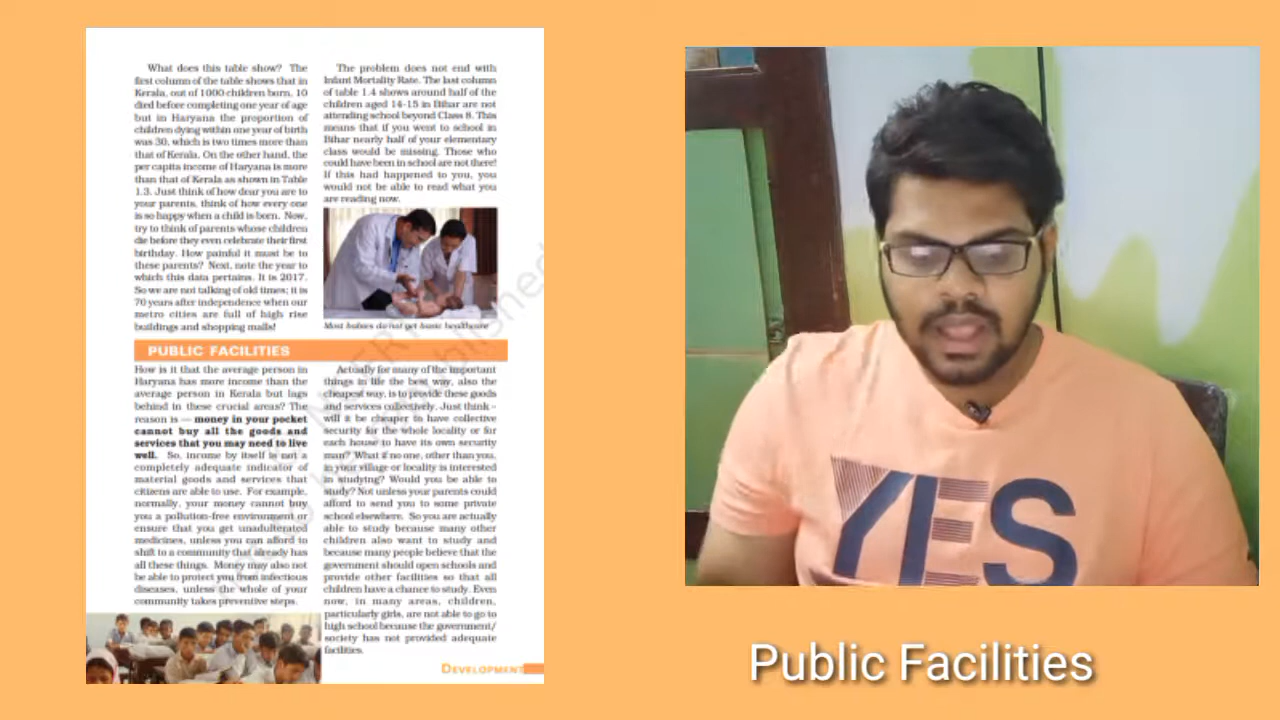 What does this table show? The
first column of the table shows that in
Kerala, out of 1000 children born, 10
died before completing one year of age
but in Haryana the proportion of
children dying within one year of birth
was 30, which is two times more than
that of Kerala. On the other hand, the
per capita income of Haryana is more
than that of Kerala as shown in Table
1.3. Just think of how dear you are to
your parents, think of how every one
is so happy when a child is born. Now,
try to think of parents whose children
die before they even celebrate their first
birthday. How painful it must be to
these parents? Next, note the year to
which this data pertains. It is 2017.
So we are not talking of old times; it is
70 years after independence when our
metro cities are full of high rise
buildings and shopping malls!
The problem does not end with
Infant Mortality Rate. The last column
of table 1.4 shows around half of the
children aged 14-15 in Bihar are not
attending school beyond Class 8. This
means that if you went to school in
Bihar nearly half of your elementary
class would be missing. Those who
could have been in school are not there!
If this had happened to you, you
would not be able to read what you
are reading now.
Most babies do not get basic healthcare
PUBLIC FACILITIES
How is it that the average person in
Haryana has more income than the
average person in Kerala but lags
behind in these crucial areas? The
reason is — money in your pocket
cannot buy all the goods and
services that you may need to live
well. So, income by itself is not a
completely adequate indicator of
material goods and services that
citizens are able to use. For example,
normally, your money cannot buy
you a pollution-free environment or
ensure that you get unadulterated
medicines, unless you can afford to
shift to a community that already has
all these things. Money may also not
be able to protect you from infectious
diseases, unless the whole of your
community takes preventive steps.
Actually for many of the important
things in life the best way, also the
cheapest way, is to provide these goods
and services collectively. Just think –
will it be cheaper to have collective
security for the whole locality or for
each house to have its own security
man? What if no one, other than you,
in your village or locality is interested
in studying? Would you be able to
study? Not unless your parents could
afford to send you to some private
school elsewhere. So you are actually
able to study because many other
children also want to study and
because many people believe that the
government should open schools and
provide other facilities so that all
children have a chance to study. Even
now, in many areas, children,
particularly girls, are not able to go to
high school because the government/
society has not provided adequate
facilities.
DEVELOPMENT
YES
Public Facilities